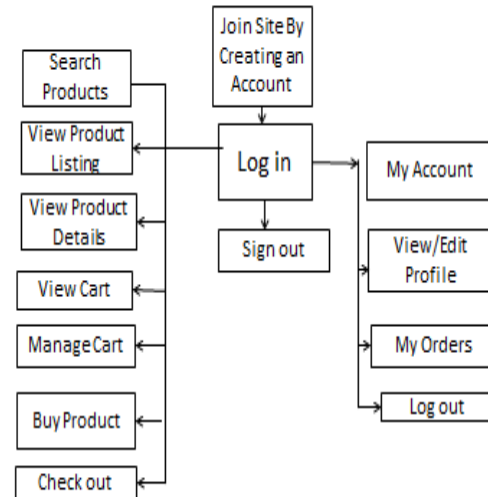 Join Site By
Creating an
Account
Search
Products
View Product
Listing
Log in
My Account
View Product
Details
Sign out
View/Edit
Profile
View Cart
Manage Cart
My Orders
Buy Product
Log out
Check out